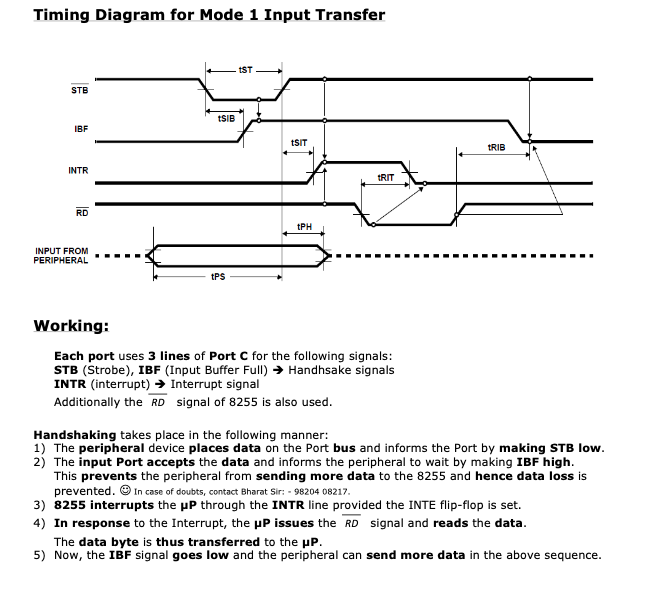 Timing Diagram for Mode 1 Input Transfer
tST
STB
tSIB
IBF
tSIT
tRIB
INTR
tRIT
RD
tPH
INPUT FROM
PERIPHERAL
tPS
Working:
Each port uses 3 lines of Port C for the following signals:
STB (Strobe), IBF (Input Buffer Full) ➔ Handhsake signals
INTR (interrupt) ➔ Interrupt signal
Additionally the RD signal of 8255 is also used.
Handshaking takes place in the following manner:
1) The peripheral device places data on the Port bus and informs the Port by making STB low.
2) The input Port accepts the data and informs the peripheral to wait by making IBF high.
This prevents the peripheral from sending more data to the 8255 and hence data loss is
prevented. ☺ In case of doubts, contact Bharat Sir: - 98204 08217.
3) 8255 interrupts the µP through the INTR line provided the INTE flip-flop is set.
4) In response to the Interrupt, the µP issues the RD signal and reads the data.
The data byte is thus transferred to the µP.
5) Now, the IBF signal goes low and the peripheral can send more data in the above sequence.